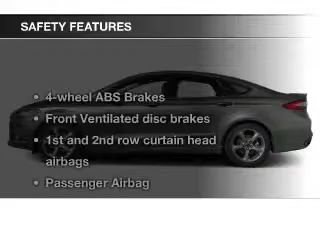 SAFETY FEATURES
• 4-wheel ABS Brakes
• Front Ventilated disc brakes
• 1st and 2nd row curtain head
airbags
• Passenger Airbag